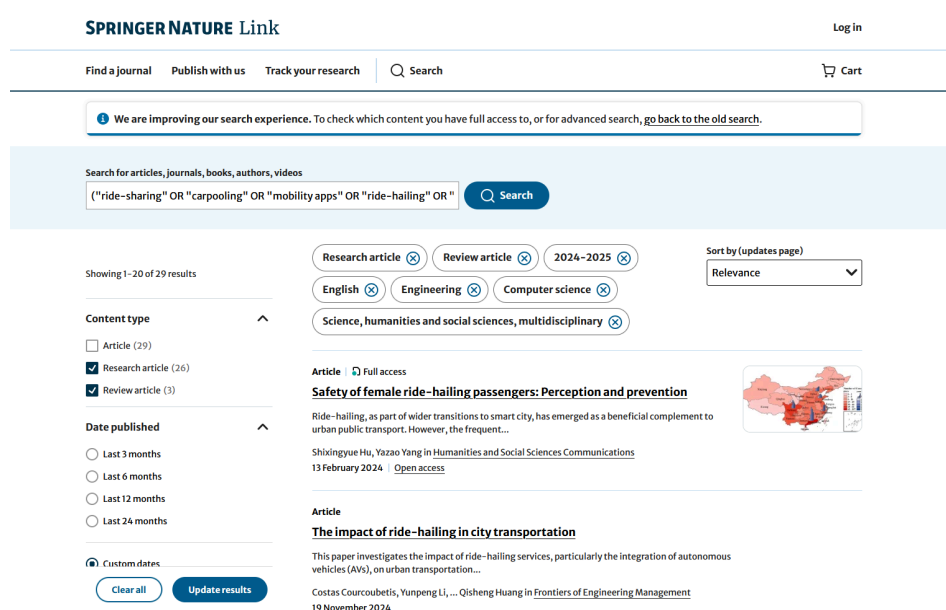 SPRINGER NATURE Link
Log in
Find a journal
Publish with us
Track your research
Search
Cart
We are improving our search experience. To check which content you have full access to, or for advanced search, go back to the old search.
Search for articles, journals, books, authors, videos
("ride-sharing" OR "carpooling" OR "mobility apps" OR "ride-hailing" OR "
Search
Showing 1-20 of 29 results
Research article
Review article
2024-2025
English
Engineering
Computer science
Science, humanities and social sciences, multidisciplinary
Sort by (updates page)
Relevance
Content type
Article (29)
Research article (26)
Review article (3)
Date published
Last 3 months
Last 6 months
Last 12 months
Last 24 months
Custom dates
Clear all
Update results
Article
Full access
Safety of female ride-hailing passengers: Perception and prevention
Ride-hailing, as part of wider transitions to smart city, has emerged as a beneficial complement to
urban public transport. However, the frequent...
Shixingyue Hu, Yazao Yang in Humanities and Social Sciences Communications
13 February 2024
Open access
Article
The impact of ride-hailing in city transportation
This paper investigates the impact of ride-hailing services, particularly the integration of autonomous
vehicles (AVs), on urban transportation...
Costas Courcoubetis, Yunpeng Li, ... Qisheng Huang in Frontiers of Engineering Management
19 November 2024